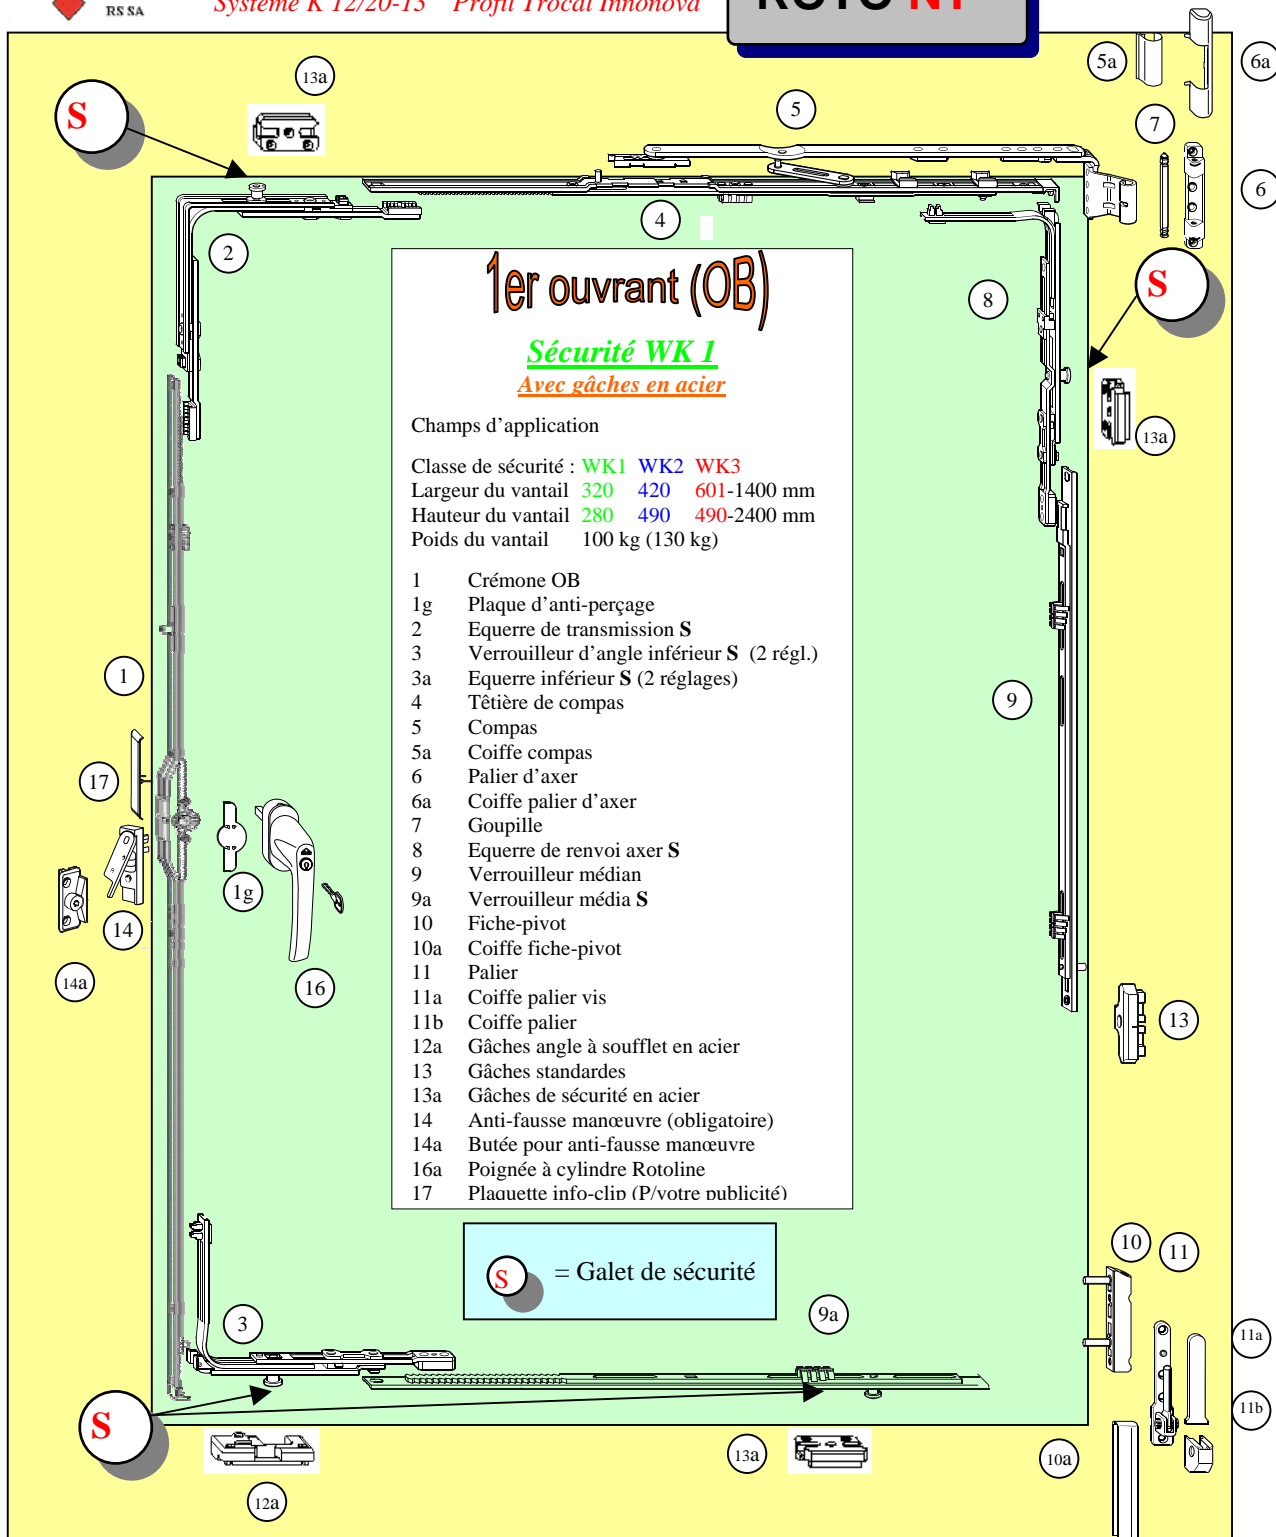 RS SA
Système K 12/20-13 Profil Trocal Innonova
ROTO NT
13a
5a
6a
S
5
7
6
4
2
1er ouvrant (OB)
8
S
Sécurité WK 1
Avec gâches en acier
13a
Champs d'application
Classe de sécurité : WK1 WK2 WK3
Largeur du vantail 320 420 601-1400 mm
Hauteur du vantail 280 490 490-2400 mm
Poids du vantail 100 kg (130 kg)
1 Crémone OB
1g Plaque d'anti-perçage
2 Equerre de transmission S
3 Verrouilleur d'angle inférieur S (2 régl.)
3a Equerre inférieur S (2 réglages)
4 Têtière de compas
5 Compas
5a Coiffe compas
6 Palier d'axer
6a Coiffe palier d'axer
7 Goupille
8 Equerre de renvoi axer S
9 Verrouilleur médian
9a Verrouilleur média S
10 Fiche-pivot
10a Coiffe fiche-pivot
11 Palier
11a Coiffe palier vis
11b Coiffe palier
12a Gâches angle à soufflet en acier
13 Gâches standardes
13a Gâches de sécurité en acier
14 Anti-fausse manœuvre (obligatoire)
14a Butée pour anti-fausse manœuvre
16a Poignée à cylindre Rotoline
17 Plaquette info-clip (P/votre publicité)
1
9
17
1g
14
14a
16
13
10
11
S = Galet de sécurité
9a
3
11a
11b
S
13a
10a
12a